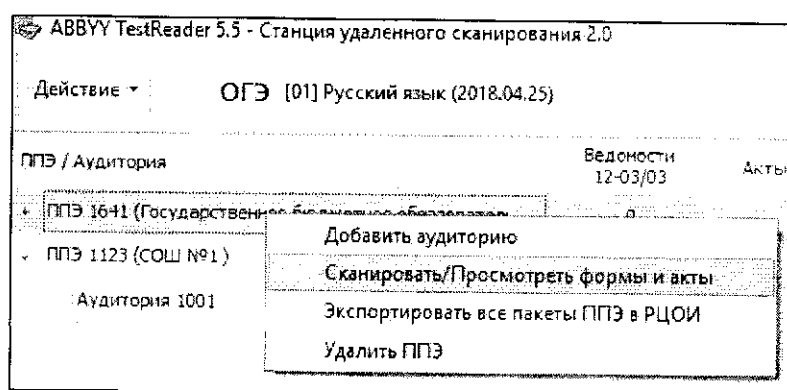 ABBYY TestReader 5.5 - Станция удаленного сканирования 2.0
Действие ОГЭ [01] Русский язык (2018.04.25)
ППЭ / Аудитория Ведомости 12-03/03 Акты
ППЭ 1641 (Государственное бюджетное образовател
Добавить аудиторию
ППЭ 1123 (СОШ №1)
Сканировать/Просмотреть формы и акты
Аудитория 1001
Экспортировать все пакеты ППЭ в РЦОИ
Удалить ППЭ